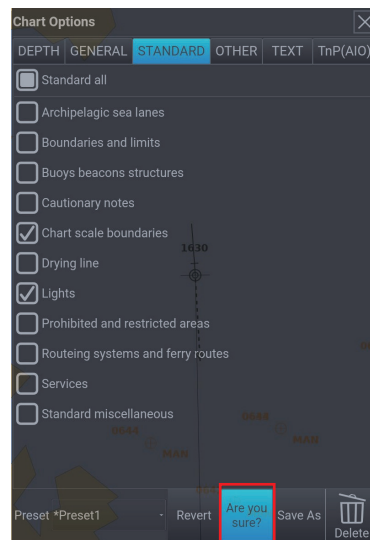 Chart Options
DEPTH GENERAL STANDARD OTHER TEXT TnP(AIO)
Standard all
Archipelagic sea lanes
Boundaries and limits
Buoys beacons structures
Cautionary notes
Chart scale boundaries
1630
Drying line
Lights
Prohibited and restricted areas
Routeing systems and ferry routes
Services
Standard miscellaneous
MAN
MAN
Preset *Preset1 Revert Are you sure? Save As Delete